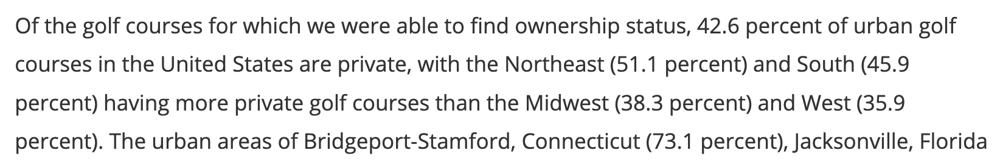 Of the golf courses for which we were able to find ownership status, 42.6 percent of urban golf
courses in the United States are private, with the Northeast (51.1 percent) and South (45.9
percent) having more private golf courses than the Midwest (38.3 percent) and West (35.9
percent). The urban areas of Bridgeport-Stamford, Connecticut (73.1 percent), Jacksonville, Florida